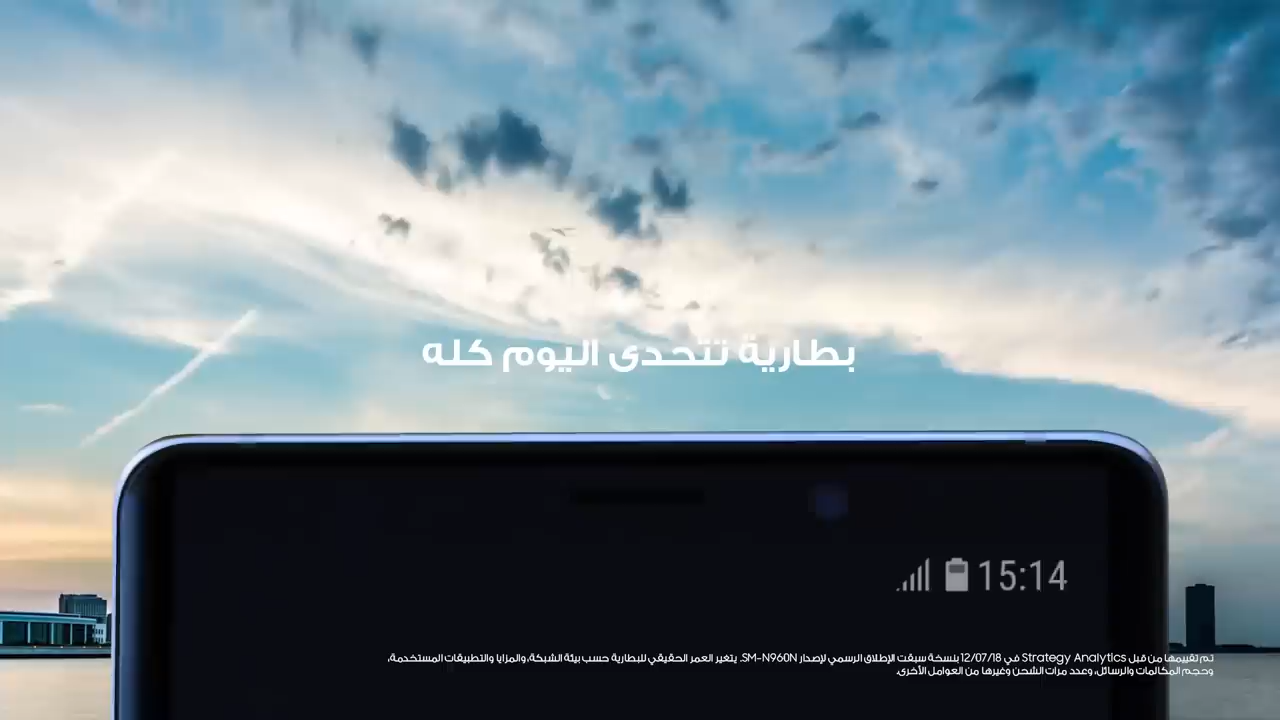 بطارية تتحدى اليوم كله
15:14
تم تقييمها من قبل Strategy Analytics في 12/07/18 بنسخة سبقت الإطلاق الرسمي لإصدار SM-N960N. يتغير العمر الحقيقي للبطارية حسب بيئة الشبكة، والمزايا والتطبيقات المستخدمة،
وحجم المكالمات والرسائل، وعدد مرات الشحن وغيرها من العوامل الأخرى.